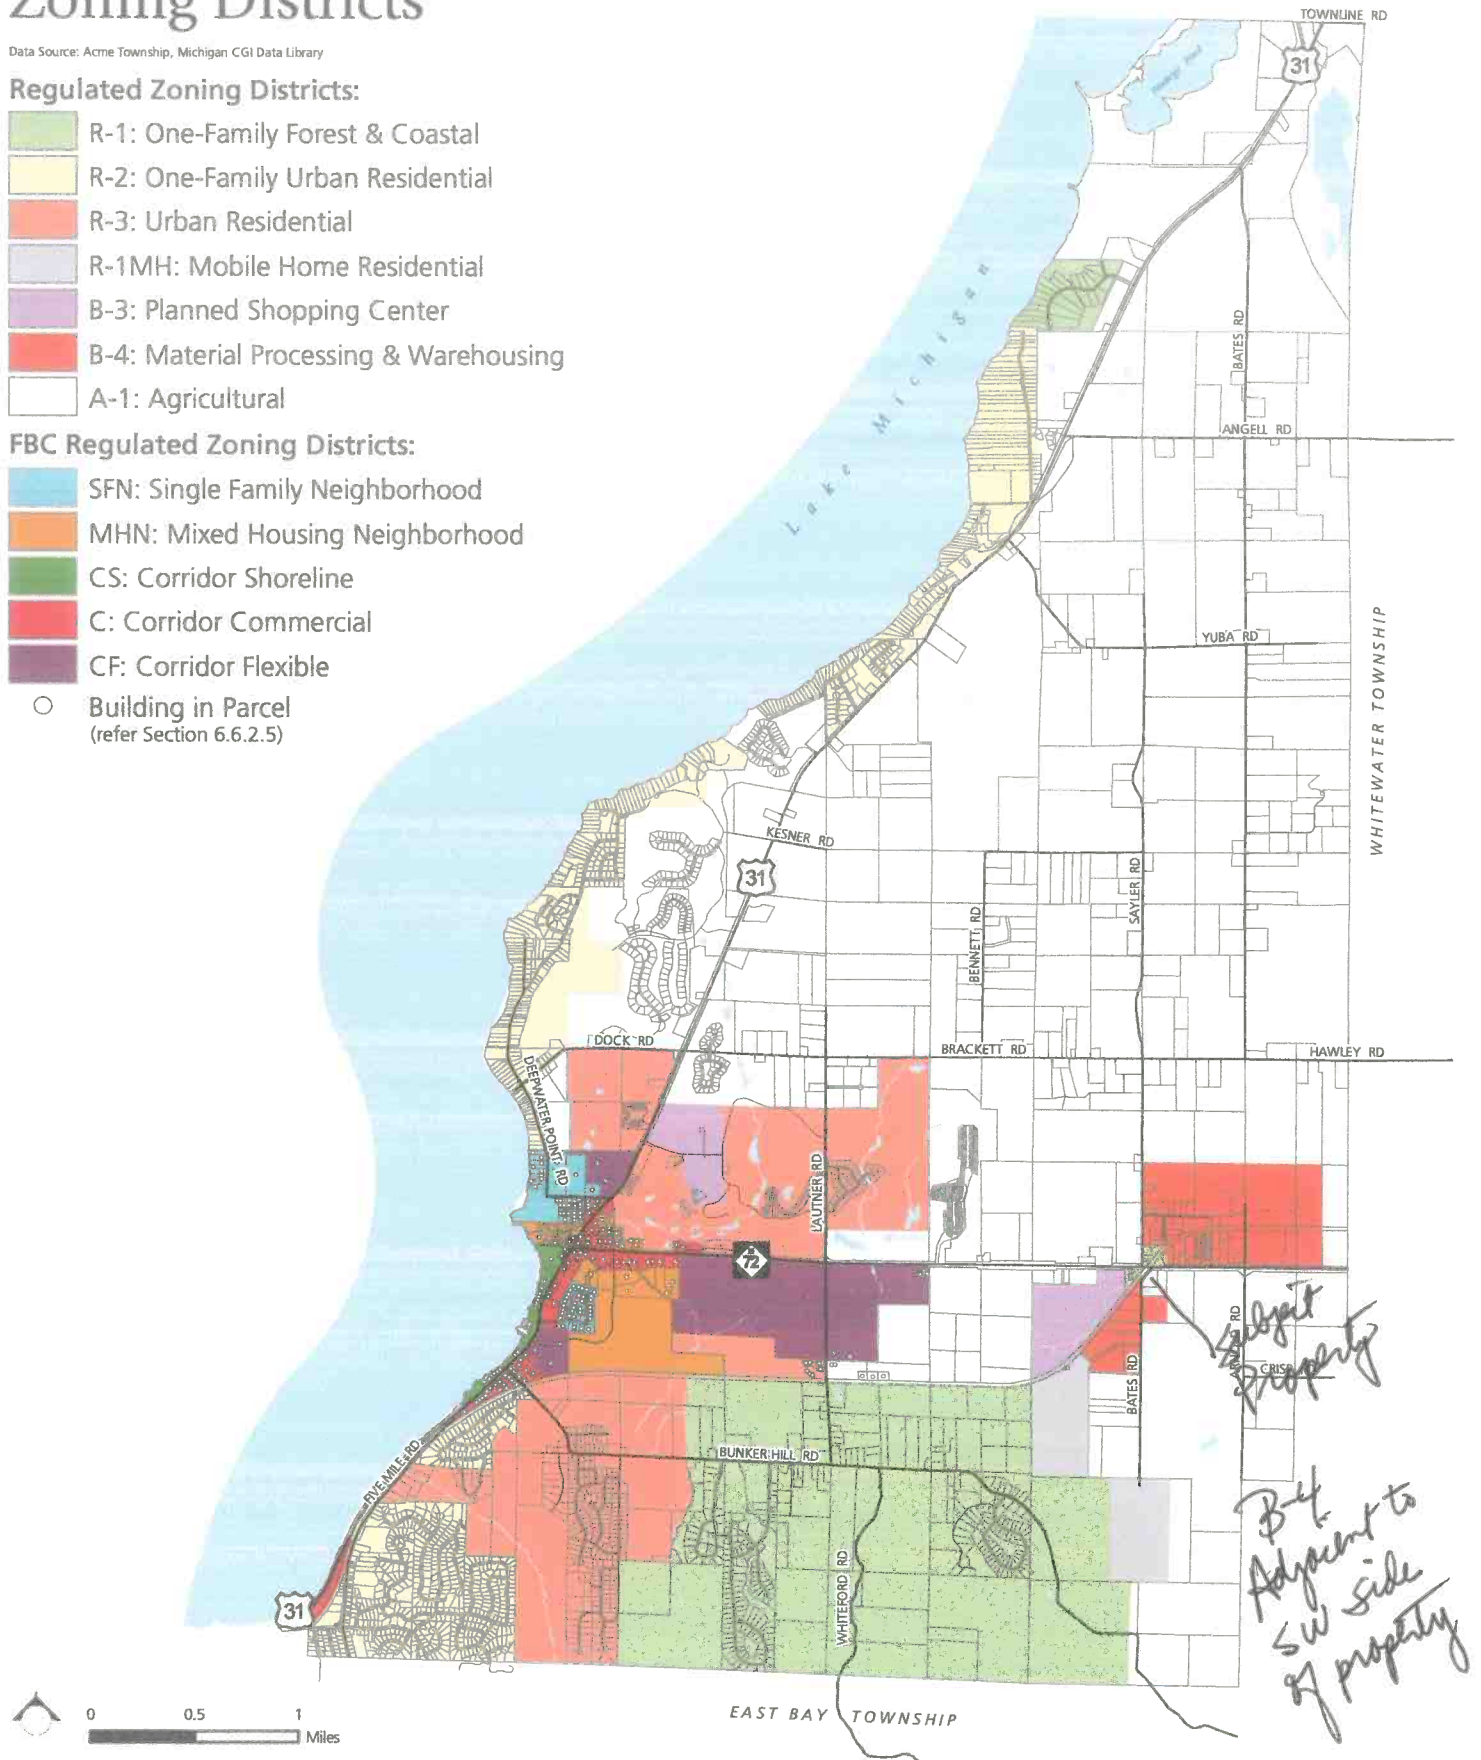 Zoning Districts
Data Source: Acme Township, Michigan CGI Data Library
Regulated Zoning Districts:
R-1: One-Family Forest & Coastal
R-2: One-Family Urban Residential
R-3: Urban Residential
R-1MH: Mobile Home Residential
B-3: Planned Shopping Center
B-4: Material Processing & Warehousing
A-1: Agricultural
FBC Regulated Zoning Districts:
SFN: Single Family Neighborhood
MHN: Mixed Housing Neighborhood
CS: Corridor Shoreline
C: Corridor Commercial
CF: Corridor Flexible
Building in Parcel
(refer Section 6.6.2.5)
TOWNLINE RD
31
Lake Michigan
BATES RD
ANGELL RD
YUBA RD
WHITEWATER TOWNSHIP
KESNER RD
31
SAYLER RD
BENNETT RD
DOCK RD
BRACKETT RD
HAWLEY RD
DEEPWATER POINT RD
LAUTNER RD
72
Subject
Property
RD
CRISP
BATES RD
BUNKER HILL RD
FIVE MILE RD
WHITEFORD RD
31
B-4
Adjacent to
SW Side
of property
0 0.5 1
Miles
EAST BAY TOWNSHIP